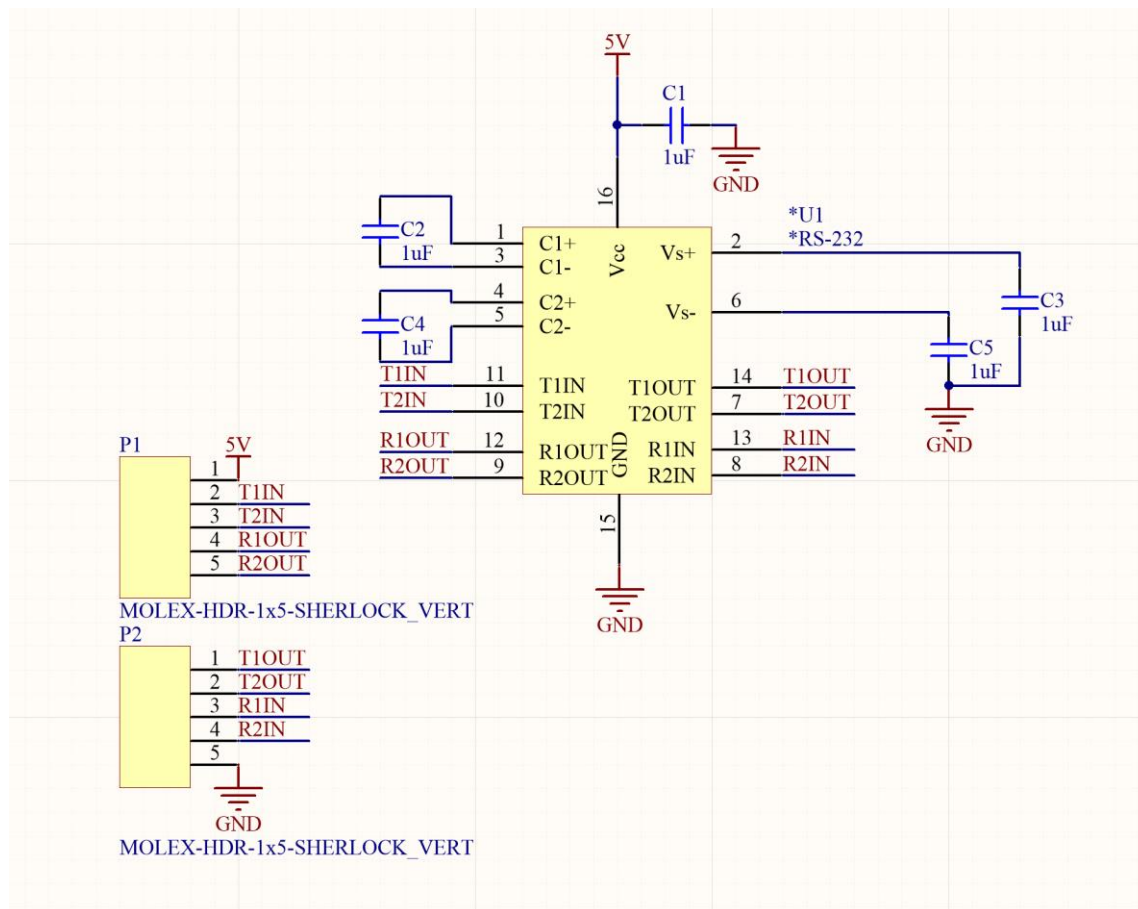 5V
C1
1uF
GND
16
*U1
*RS-232
C2
1uF
1
3
C1+
C1-
Vcc
Vs+
2
4
5
C2+
C2-
Vs-
6
C3
1uF
C4
1uF
C5
1uF
T1IN
11
T1IN
T1OUT
14
T1OUT
T2IN
10
T2IN
T2OUT
7
T2OUT
R1OUT
12
R1OUT
GND
R1IN
13
R1IN
R2OUT
9
R2OUT
R2IN
8
R2IN
GND
15
GND
P1
5V
1
2 T1IN
3 T2IN
4 R1OUT
5 R2OUT
MOLEX-HDR-1x5-SHERLOCK_VERT
P2
1 T1OUT
2 T2OUT
3 R1IN
4 R2IN
5
GND
MOLEX-HDR-1x5-SHERLOCK_VERT